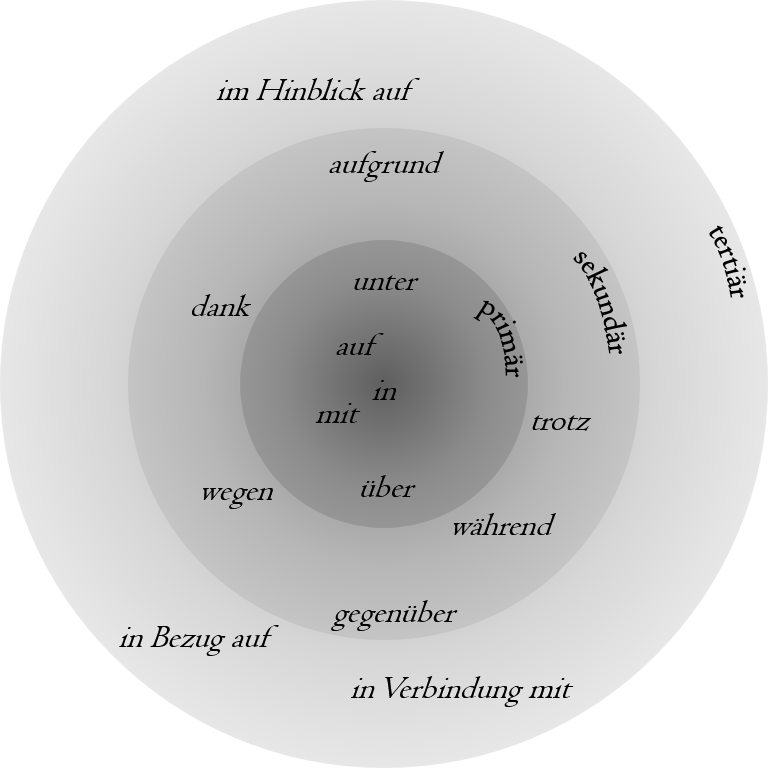 im Hinblick auf
aufgrund
tertiär
sekundär
unter
dank
primär
auf
in
mit
trotz
wegen
über
während
gegenüber
in Bezug auf
in Verbindung mit